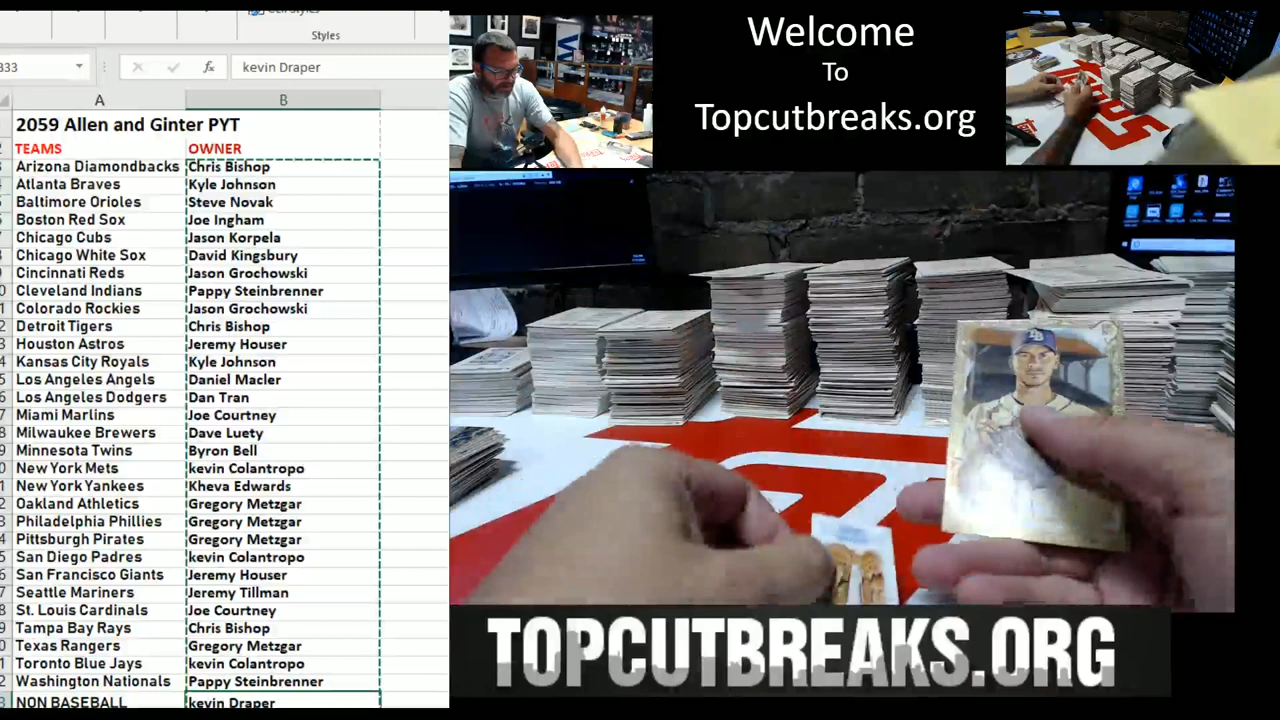 Cell Styles
Styles
333
fx
kevin Draper
A B
2059 Allen and Ginter PYT
TEAMS OWNER
Arizona Diamondbacks Chris Bishop
Atlanta Braves Kyle Johnson
Baltimore Orioles Steve Novak
Boston Red Sox Joe Ingham
Chicago Cubs Jason Korpela
Chicago White Sox David Kingsbury
Cincinnati Reds Jason Grochowski
Cleveland Indians Pappy Steinbrenner
Colorado Rockies Jason Grochowski
Detroit Tigers Chris Bishop
Houston Astros Jeremy Houser
Kansas City Royals Kyle Johnson
Los Angeles Angels Daniel Macler
Los Angeles Dodgers Dan Tran
Miami Marlins Joe Courtney
Milwaukee Brewers Dave Luety
Minnesota Twins Byron Bell
New York Mets kevin Colantropo
New York Yankees Kheva Edwards
Oakland Athletics Gregory Metzgar
Philadelphia Phillies Gregory Metzgar
Pittsburgh Pirates Gregory Metzgar
San Diego Padres kevin Colantropo
San Francisco Giants Jeremy Houser
Seattle Mariners Jeremy Tillman
St. Louis Cardinals Joe Courtney
Tampa Bay Rays Chris Bishop
Texas Rangers Gregory Metzgar
Toronto Blue Jays kevin Colantropo
Washington Nationals Pappy Steinbrenner
NON BASEBALL kevin Draper
Welcome
To
Topcutbreaks.org
TB
TOPCUTBREAKS.ORG